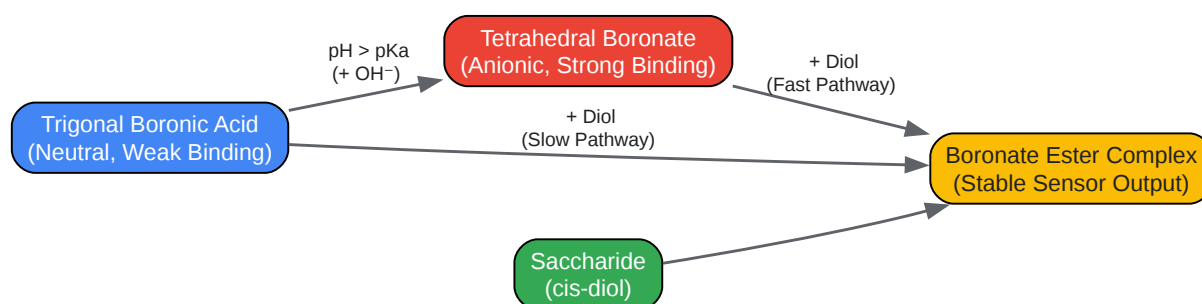 Tetrahedral Boronate
(Anionic, Strong Binding)
pH > pKa
(+ OH⁻)
+ Diol
(Fast Pathway)
Trigonal Boronic Acid
(Neutral, Weak Binding)
+ Diol
(Slow Pathway)
Boronate Ester Complex
(Stable Sensor Output)
Saccharide
(cis-diol)